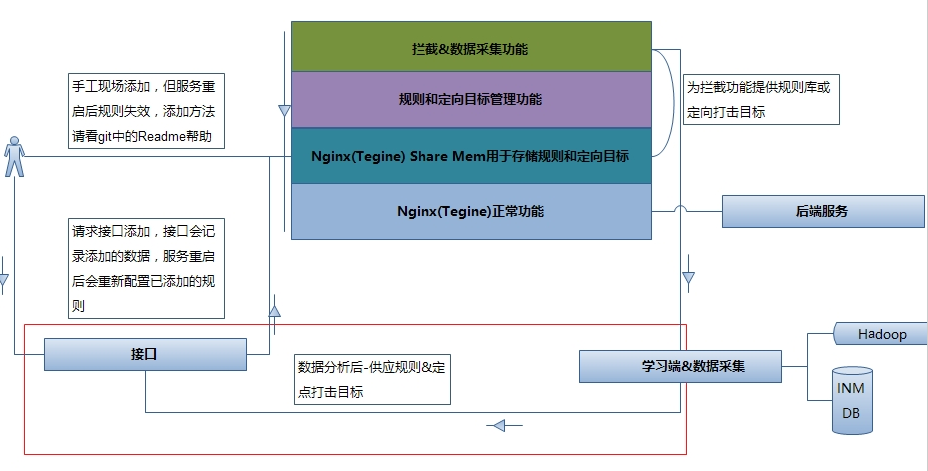 拦截&数据采集功能
规则和定向目标管理功能
Nginx(Tegine) Share Mem用于存储规则和定向目标
Nginx(Tegine)正常功能
手工现场添加，但服务重
启后规则失效，添加方法
请看git中的Readme帮助
为拦截功能提供规则库或
定向打击目标
后端服务
请求接口添加，接口会记
录添加的数据，服务重启
后会重新配置已添加的规
则
接口
数据分析后-供应规则&定
点打击目标
学习端&数据采集
Hadoop
INM
DB